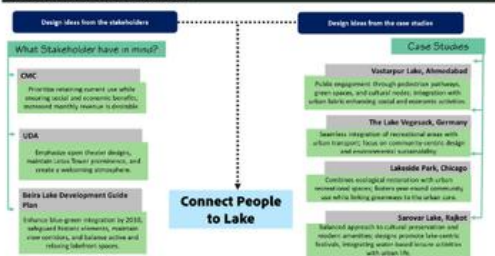 Design ideas from the stakeholders
Design ideas from the case studies
What Stakeholder have in mind?
CMC
Prioritize retaining current use while
ensuring social and economic benefits,
increased monthly revenue is desirable
UDA
Emphasize open theater designs,
maintain Lotus flower prominence, and
create a welcoming atmosphere.
Beira Lake Development Guide
Plan
Enhance blue-green integration by 2030,
safeguard historic elements, maintain
view corridors, and balance active and
relaxing lakefront spaces.
Connect People
to Lake
Case Studies
Vastarpur Lake, Ahmedabad
Public engagement through pedestrian pathways,
green spaces, and cultural nodes; integration with
urban fabric enhancing social and economic activities.
The Lake Vegesack, Germany
Seamless integration of recreational areas with
urban transport; focus on community-centric design
and environmental sustainability.
Lakeside Park, Chicago
Combines ecological restoration with urban
recreational spaces; fosters year-round community
use while linking greenness to the urban core.
Sarovar Lake, Rajkot
Balanced approach to cultural preservation and
modern amenities; designs promote lake-centric
festivals, integrating water-based leisure activities
with urban life.